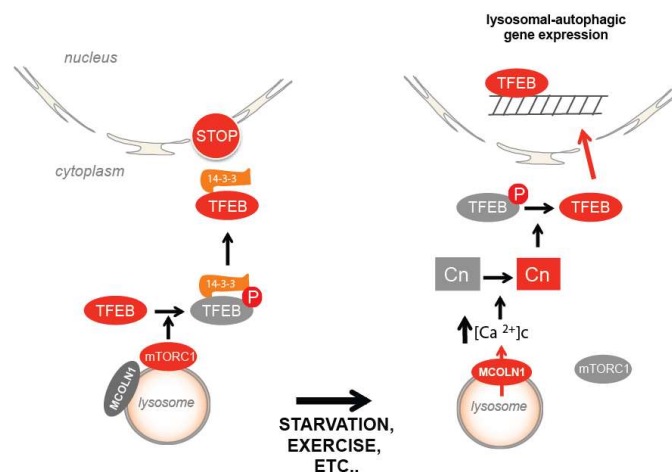 lysosomal-autophagic
gene expression
nucleus
TFEB
STOP
cytoplasm
14-3-3
TFEB
P
TFEB
TFEB
14-3-3
P
TFEB
TFEB
Cn
Cn
[Ca 2+]c
mTORC1
MCOLN1
lysosome
MCOLN1
lysosome
mTORC1
STARVATION,
EXERCISE,
ETC..